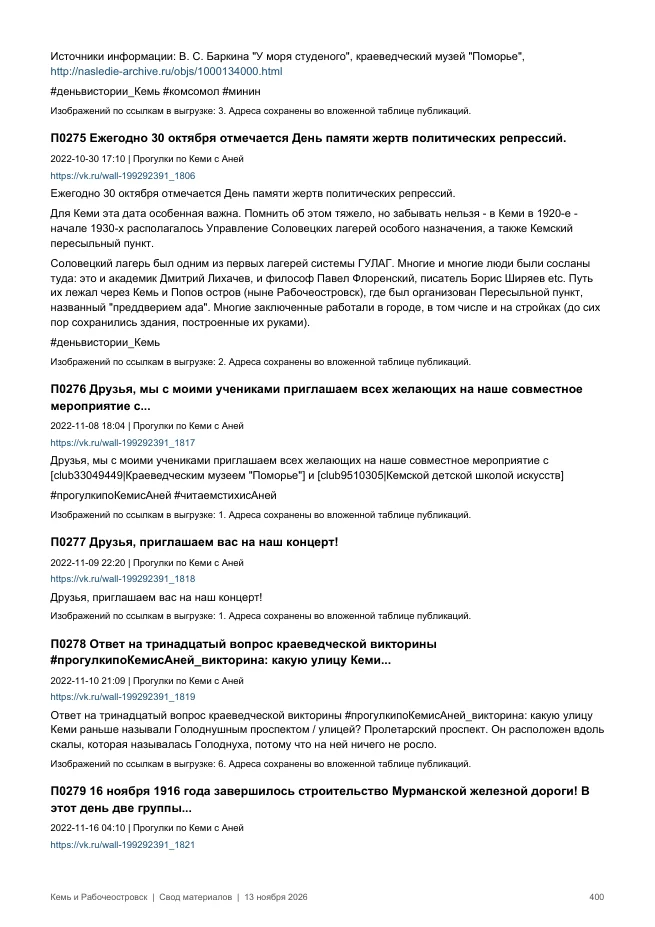 Источники информации: В. С. Баркина "У моря студеного", краеведческий музей "Поморье",
http://nasledie-archive.ru/objs/1000134000.html
#деньвистории_Кемь #комсомол #минин
Изображений по ссылкам в выгрузке: 3. Адреса сохранены во вложенной таблице публикаций.
П0275 Ежегодно 30 октября отмечается День памяти жертв политических репрессий.
2022-10-30 17:10 | Прогулки по Кеми с Аней
https://vk.ru/wall-199292391_1806
Ежегодно 30 октября отмечается День памяти жертв политических репрессий.
Для Кеми эта дата особенная важна. Помнить об этом тяжело, но забывать нельзя - в Кеми в 1920-е -
начале 1930-х располагалось Управление Соловецких лагерей особого назначения, а также Кемский
пересыльный пункт.
Соловецкий лагерь был одним из первых лагерей системы ГУЛАГ. Многие и многие люди были сосланы
туда: это и академик Дмитрий Лихачев, и философ Павел Флоренский, писатель Борис Ширяев etc. Путь
их лежал через Кемь и Попов остров (ныне Рабочеостровск), где был организован Пересыльный пункт,
названный "преддверием ада". Многие заключенные работали в городе, в том числе и на стройках (до сих
пор сохранились здания, построенные их руками).
#деньвистории_Кемь
Изображений по ссылкам в выгрузке: 2. Адреса сохранены во вложенной таблице публикаций.
П0276 Друзья, мы с моими учениками приглашаем всех желающих на наше совместное
мероприятие с...
2022-11-08 18:04 | Прогулки по Кеми с Аней
https://vk.ru/wall-199292391_1817
Друзья, мы с моими учениками приглашаем всех желающих на наше совместное мероприятие с
[club33049449|Краеведческим музеем "Поморье"] и [club9510305|Кемской детской школой искусств]
#прогулкипоКемисАней #читаемстихисАней
Изображений по ссылкам в выгрузке: 1. Адреса сохранены во вложенной таблице публикаций.
П0277 Друзья, приглашаем вас на наш концерт!
2022-11-09 22:20 | Прогулки по Кеми с Аней
https://vk.ru/wall-199292391_1818
Друзья, приглашаем вас на наш концерт!
Изображений по ссылкам в выгрузке: 1. Адреса сохранены во вложенной таблице публикаций.
П0278 Ответ на тринадцатый вопрос краеведческой викторины
#прогулкипоКемисАней_викторина: какую улицу Кеми...
2022-11-10 21:09 | Прогулки по Кеми с Аней
https://vk.ru/wall-199292391_1819
Ответ на тринадцатый вопрос краеведческой викторины #прогулкипоКемисАней_викторина: какую улицу
Кеми раньше называли Голоднушным проспектом / улицей? Пролетарский проспект. Он расположен вдоль
скалы, которая называлась Голоднуха, потому что на ней ничего не росло.
Изображений по ссылкам в выгрузке: 6. Адреса сохранены во вложенной таблице публикаций.
П0279 16 ноября 1916 года завершилось строительство Мурманской железной дороги! В
этот день две группы...
2022-11-16 04:10 | Прогулки по Кеми с Аней
https://vk.ru/wall-199292391_1821
Кемь и Рабочеостровск | Свод материалов | 13 ноября 2026 400